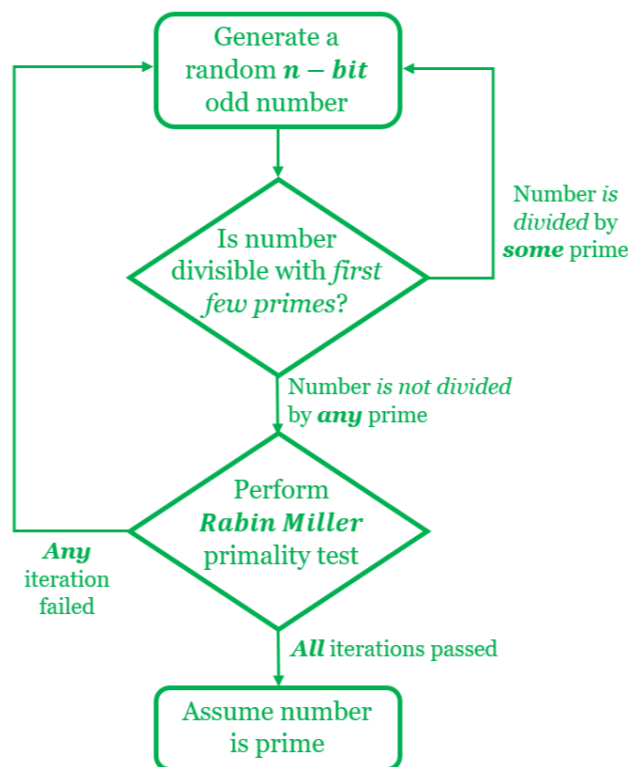 Generate a
random n – bit
odd number
Number is
divided by
some prime
Is number
divisible with first
few primes?
Number is not divided
by any prime
Perform
Rabin Miller
primality test
Any
iteration
failed
All iterations passed
Assume number
is prime